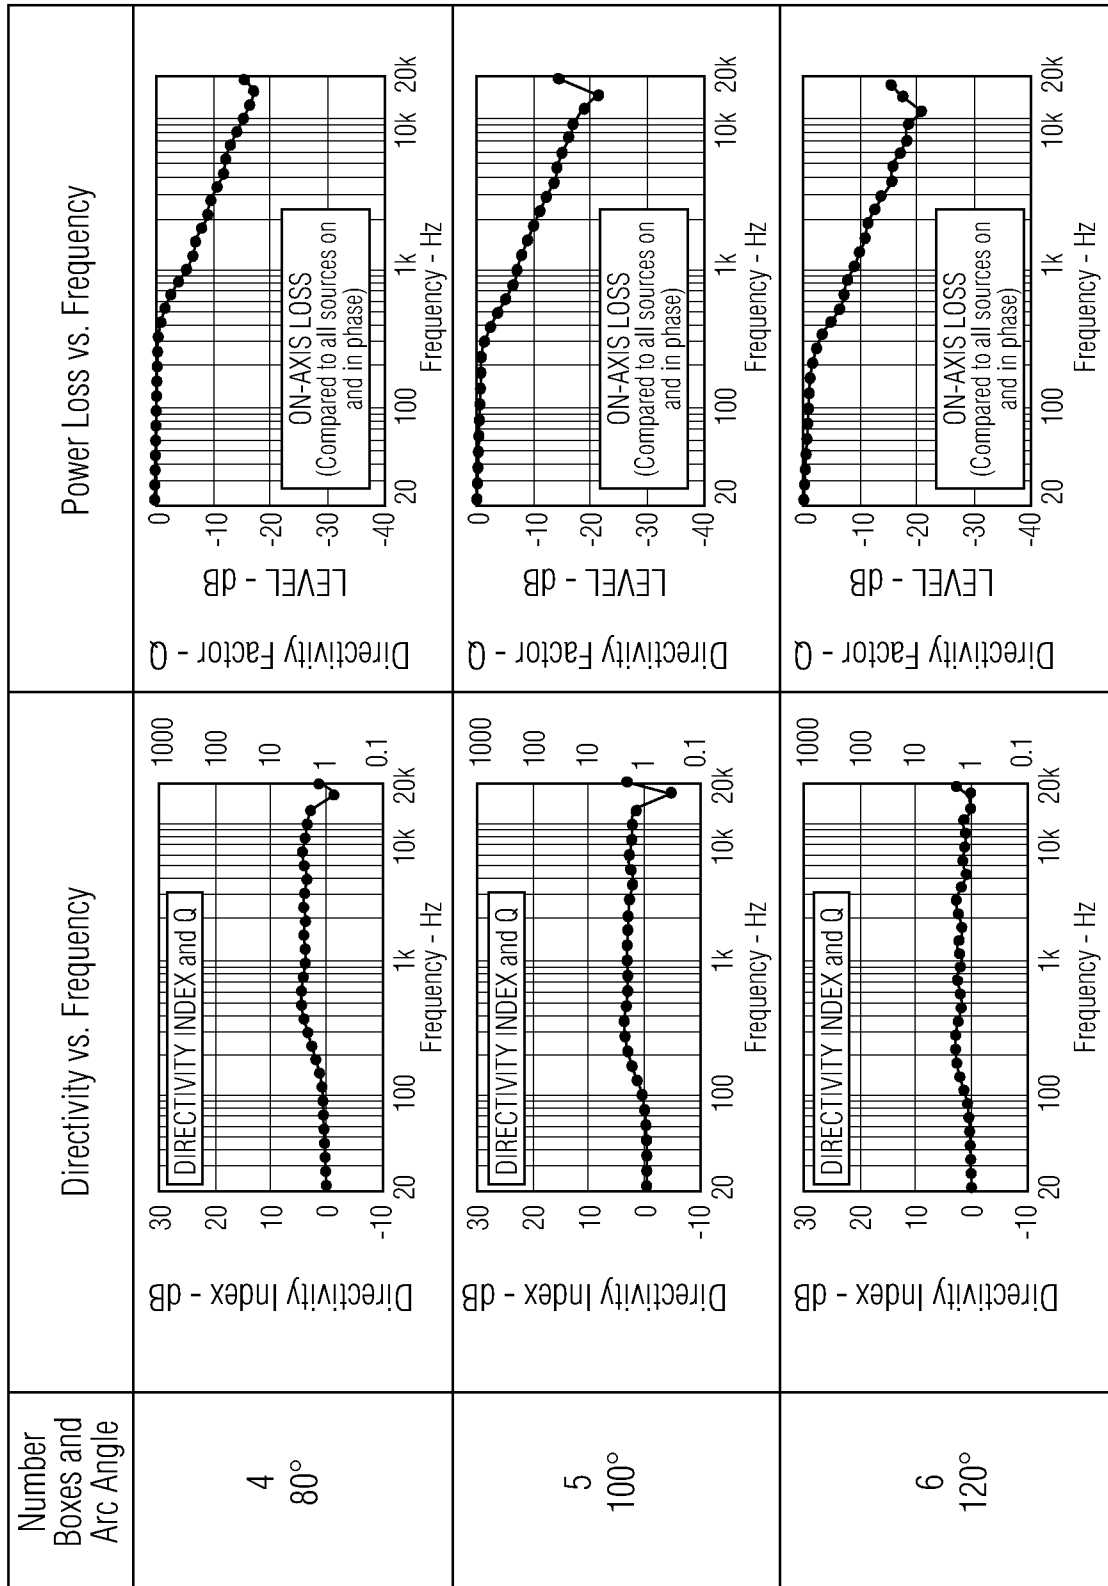 Number
Boxes and
Arc Angle
Directivity vs. Frequency
Power Loss vs. Frequency
4
80°
Directivity Index - dB
30
20
10
0
-10
DIRECTIVITY INDEX and Q
20
100
1k
10k
20k
Frequency - Hz
1000
100
10
1
0.1
Directivity Factor - Q
LEVEL - dB
0
-10
-20
-30
-40
ON-AXIS LOSS
(Compared to all sources on
and in phase)
20
100
1k
10k
20k
Frequency - Hz
5
100°
Directivity Index - dB
30
20
10
0
-10
DIRECTIVITY INDEX and Q
20
100
1k
10k
20k
Frequency - Hz
1000
100
10
1
0.1
Directivity Factor - Q
LEVEL - dB
0
-10
-20
-30
-40
ON-AXIS LOSS
(Compared to all sources on
and in phase)
20
100
1k
10k
20k
Frequency - Hz
6
120°
Directivity Index - dB
30
20
10
0
-10
DIRECTIVITY INDEX and Q
20
100
1k
10k
20k
Frequency - Hz
1000
100
10
1
0.1
Directivity Factor - Q
LEVEL - dB
0
-10
-20
-30
-40
ON-AXIS LOSS
(Compared to all sources on
and in phase)
20
100
1k
10k
20k
Frequency - Hz